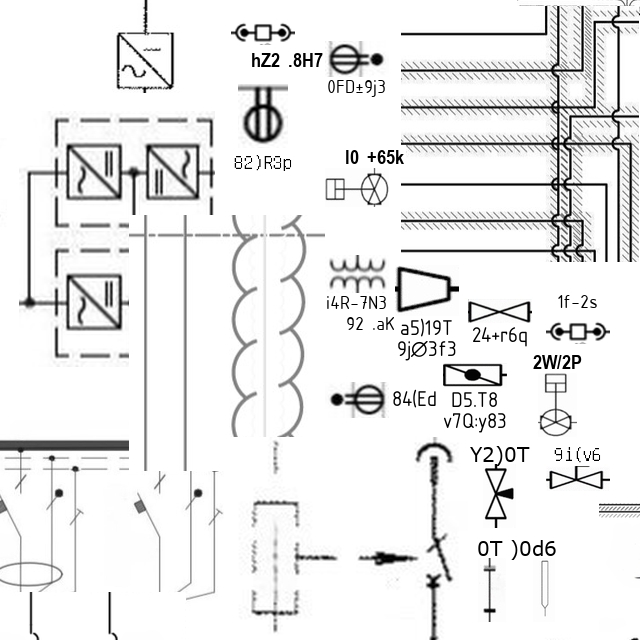 hZ2 .8H7
0FD±9j3
82)R3p
I0 +65k
i4R-7N3
92 .aK
a5)19T
9jØ3f3
24+r6q
1f-2s
2W/2P
84(Ed
D5.T8
v7Q:y83
Y2)0T
9i(v6
0T )0d6